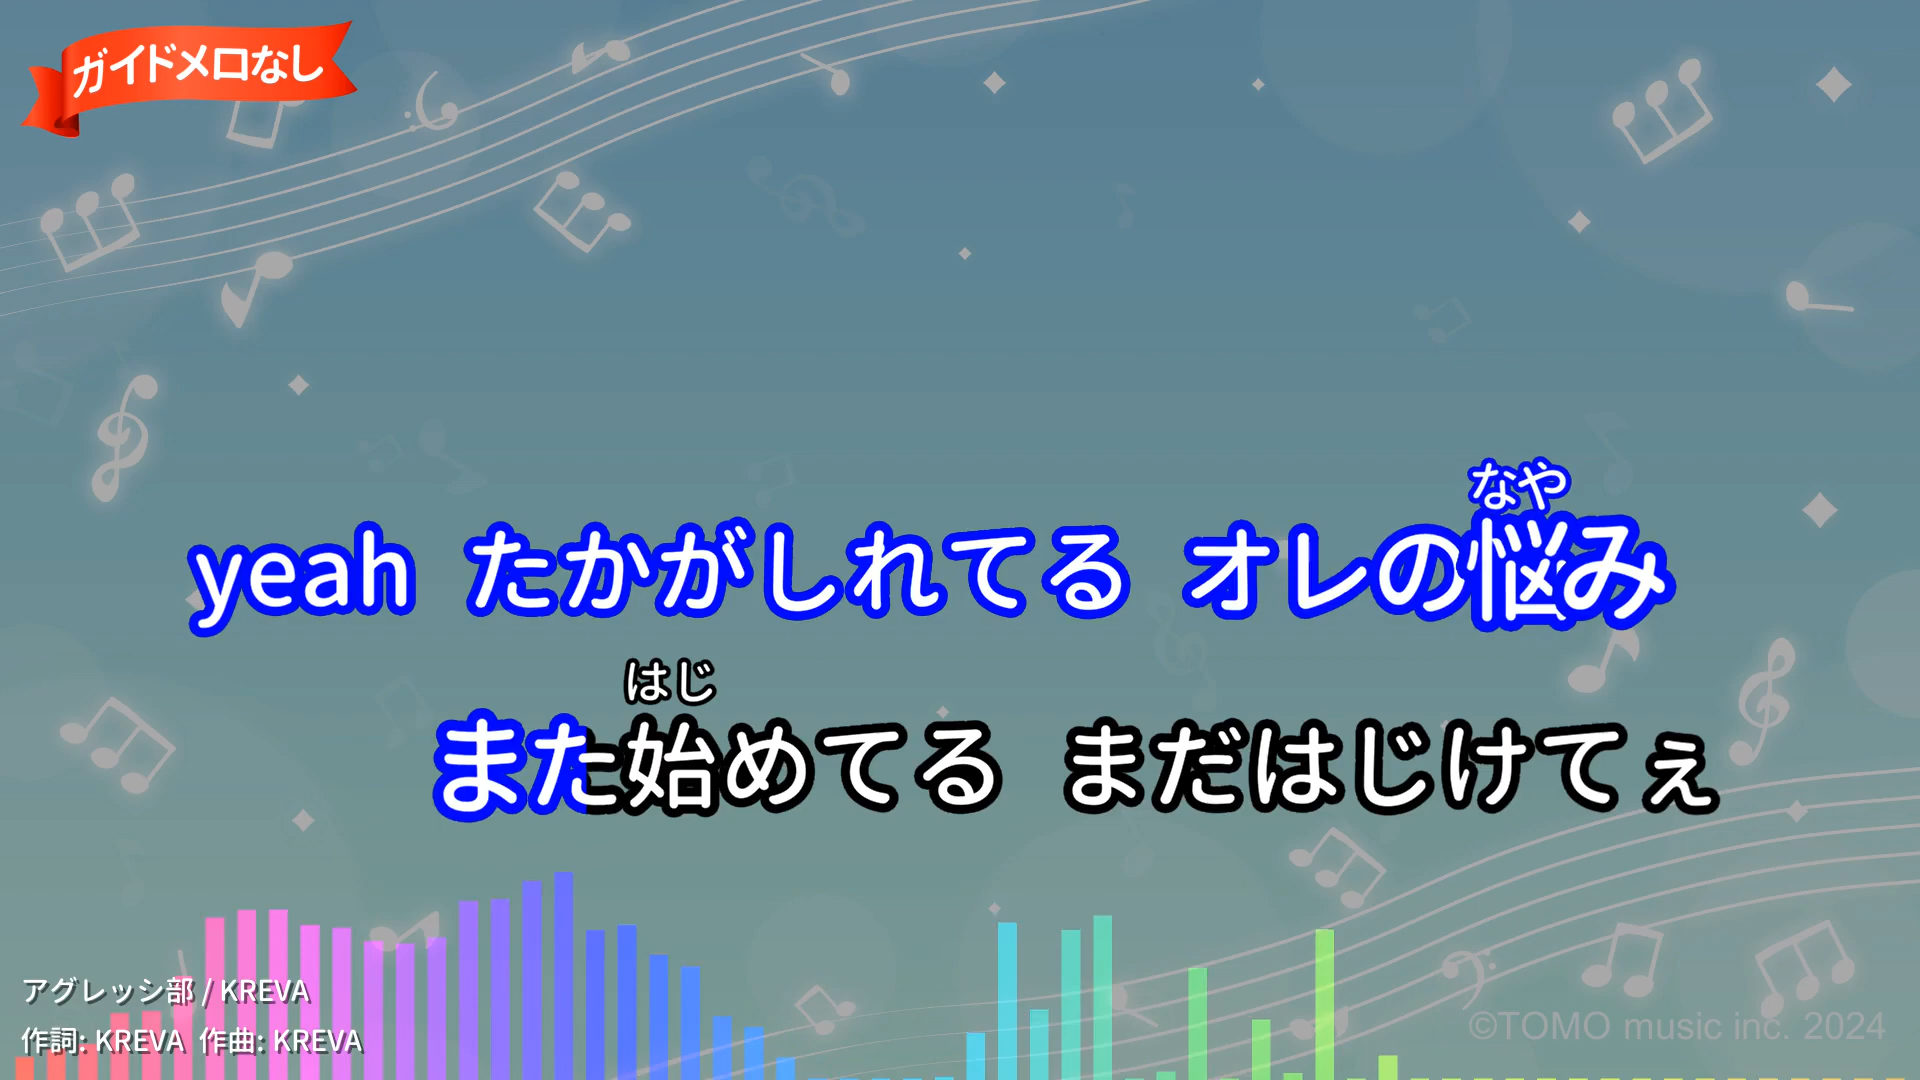 ガイドメロなし
なや
yeah たかがしれてる オレの悩み
はじ
また始めてる まだはじけてぇ
アグレッシ部 / KREVA
作詞: KREVA 作曲: KREVA
©TOMO music inc. 2024